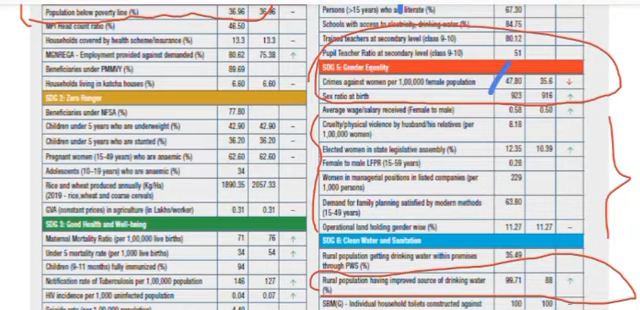 Population below poverty line (%) 36.96 36.96 –
MPI Head count ratio (%) 46.50
Households covered by health scheme/insurance (%) 13.3 13.3 –
MGNREGA - Employment provided against demanded (%) 80.62 75.38 ↑
Beneficiaries under PMMVY (%) 89.69
Households living in katcha houses (%) 6.60 6.60 –
SDG 2: Zero Hunger
Beneficiaries under NFSA (%) 77.80
Children under 5 years who are underweight (%) 42.90 42.90 –
Children under 5 years who are stunted (%) 36.20 36.20 –
Pregnant women (15-49 years) who are anaemic (%) 62.60 62.60 –
Adolescents (10–19 years) who are anaemic (%) 34
Rice and wheat produced annually (Kg/Ha) 1890.35 2057.33
(2019 - rice,wheat and coarse cereals)
GVA (constant prices) in agriculture (in Lakhs/worker) 0.31 0.31 –
SDG 3: Good Health and Well-being
Maternal Mortality Ratio (per 1,00,000 live births) 71 76 ↑
Under 5 mortality rate (per 1,000 live births) 34 54 ↑
Children (9-11 months) fully immunized (%) 94
Notification rate of Tuberculosis per 1,00,000 population 146 127 ↑
HIV incidence per 1,000 uninfected population 0.04 0.07 ↑
Persons (>15 years) who literate (%) 67.30
Schools with access to electricity, drinking water (%) 84.75
Trained teachers at secondary level (class 9-10) 80.12
Pupil Teacher Ratio at secondary level (class 9-10) 51
SDG 5: Gender Equality
Crimes against women per 1,00,000 female population 47.80 35.6 ↓
Sex ratio at birth 923 916 ↑
Average wage/salary received (Female to male) 0.58 0.50 ↑
Cruelty/physical violence by husband/his relatives (per 8.18
1,00,000 women)
Elected women in state legislative assembly (%) 12.35 10.39 ↑
Female to male LFPR (15-59 years) 0.28
Women in managerial positions in listed companies (per 229
1,000 persons)
Demand for family planning satisfied by modern methods 63.80
(15-49 years)
Operational land holding gender wise (%) 11.27 11.27 –
SDG 6: Clean Water and Sanitation
Rural population getting drinking water within premises 35.49
through PWS (%)
Rural population having improved source of drinking water 99.71 88 ↑
(%)
SBM(G) - Individual household toilets constructed against 100 100 –